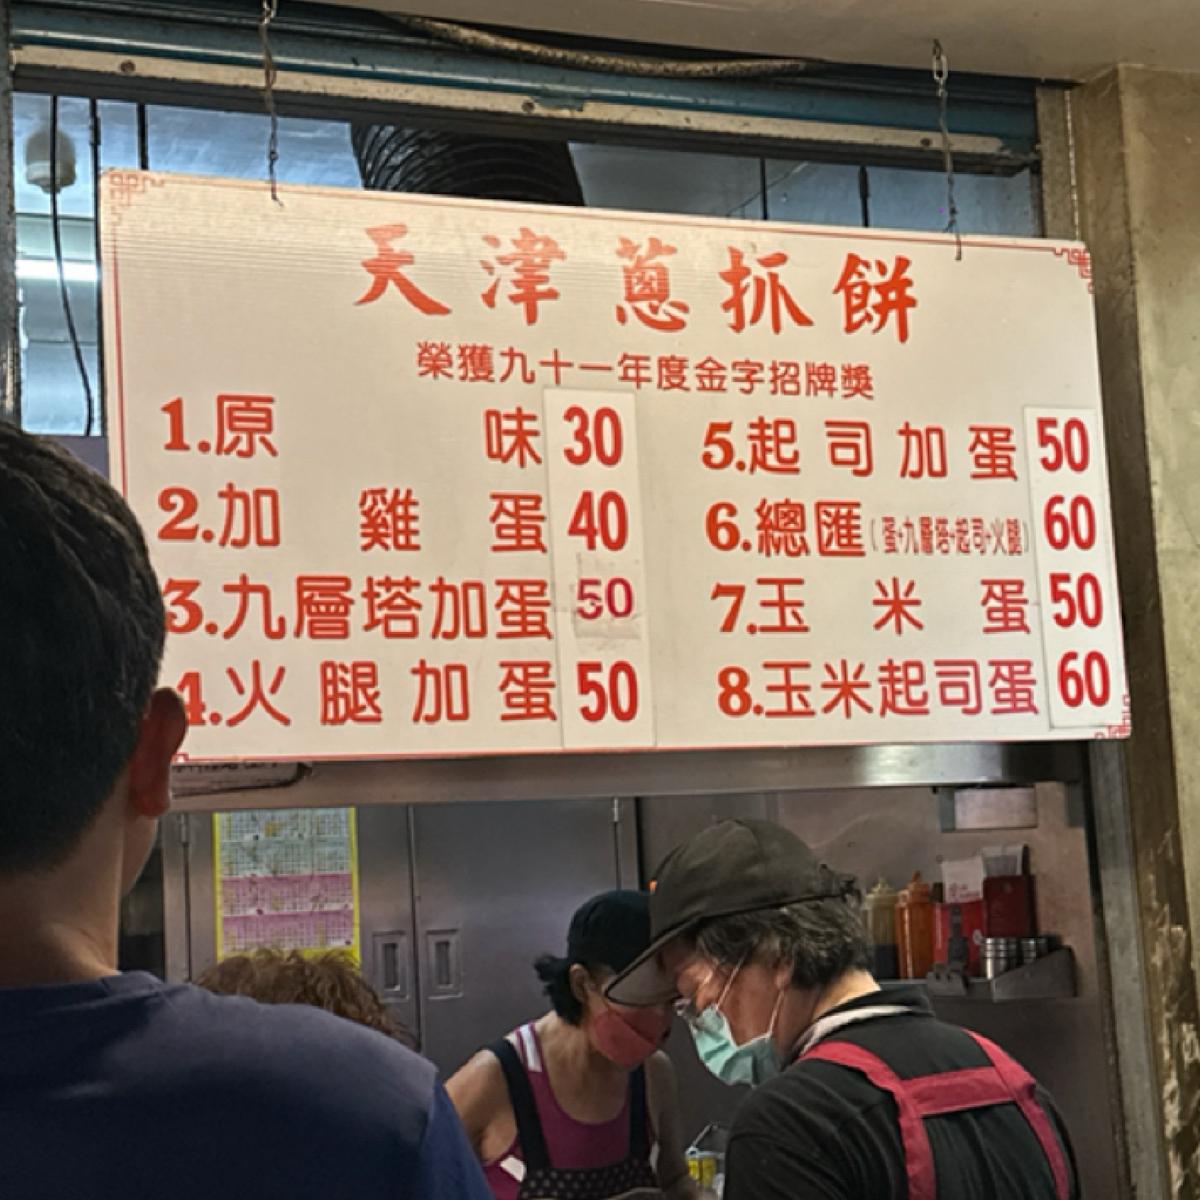 天津蔥抓餅
榮獲九十一年度金字招牌獎
1.原味 30
2.加雞蛋 40
3.九層塔加蛋 50
4.火腿加蛋 50
5.起司加蛋 50
6.總匯(蛋+九層塔+起司+火腿) 60
7.玉米蛋 50
8.玉米起司蛋 60